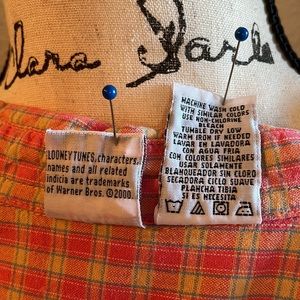 Clara Parker
LOONEY TUNES, characters,
names and all related
indicia are trademarks
of Warner Bros. ©2000.
MACHINE WASH COLD
WITH SIMILAR COLORS
USE NON-CHLORINE
BLEACH
TUMBLE DRY LOW
WARM IRON IF NEEDED
LAVAR EN LAVADORA
CON AGUA FRIA
CON COLORES SIMILARES
USAR SOLAMENTE
BLANQUEADOR SIN CLORO
SECADORA CICLO SUAVE
PLANCHA TIBIA
SI ES NECESITA